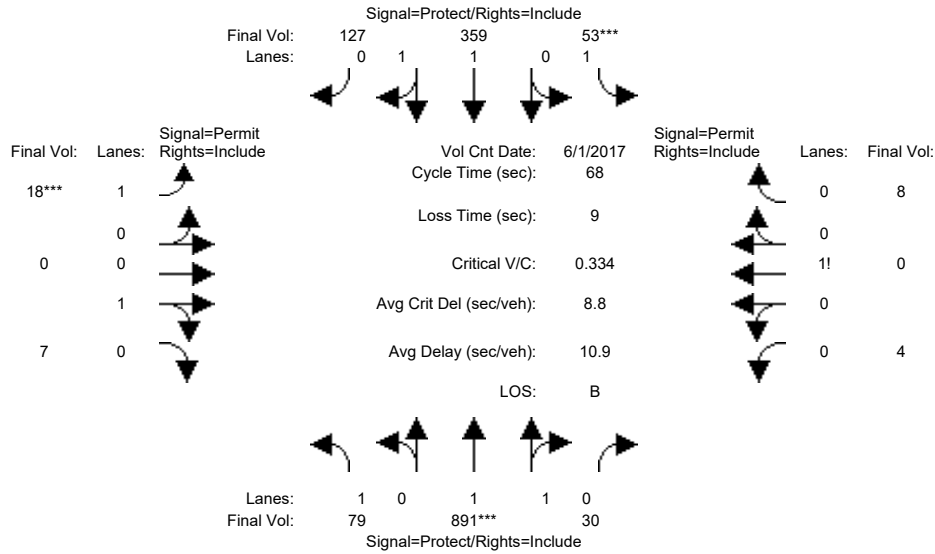 Signal=Protect/Rights=Include
Final Vol: 127 359 53***
Lanes: 0 1 1 0 1
Signal=Permit Signal=Permit
Final Vol: Lanes: Rights=Include Vol Cnt Date: 6/1/2017 Rights=Include Lanes: Final Vol:
Cycle Time (sec): 68
18*** 1 0 8
Loss Time (sec): 9
0 0
0 0 Critical V/C: 0.334 1! 0
1 Avg Crit Del (sec/veh): 8.8 0
7 0 Avg Delay (sec/veh): 10.9 0 4
LOS: B
Lanes: 1 0 1 1 0
Final Vol: 79 891*** 30
Signal=Protect/Rights=Include